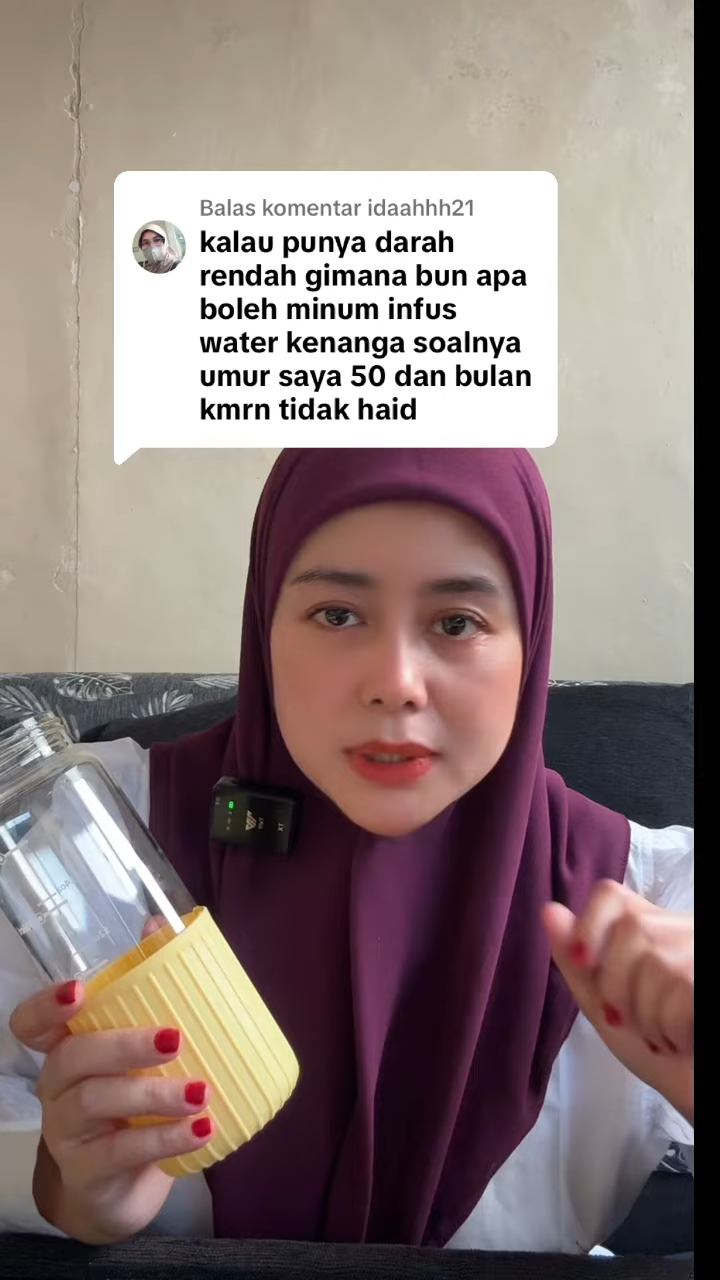 Balas komentar idaahhh21
kalau punya darah
rendah gimana bun apa
boleh minum infus
water kenanga soalnya
umur saya 50 dan bulan
kmrn tidak haid
XT